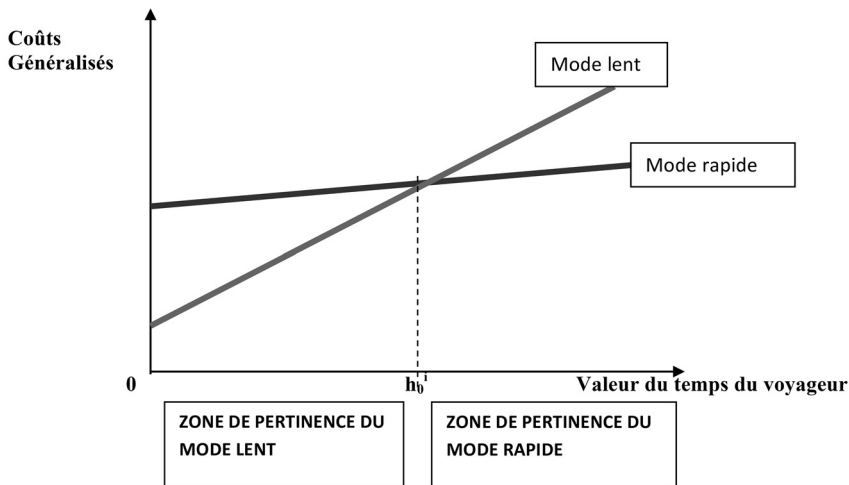 Coûts
Généralisés
Mode lent
Mode rapide
0
h₀ⁱ
Valeur du temps du voyageur
ZONE DE PERTINENCE DU
MODE LENT
ZONE DE PERTINENCE DU
MODE RAPIDE